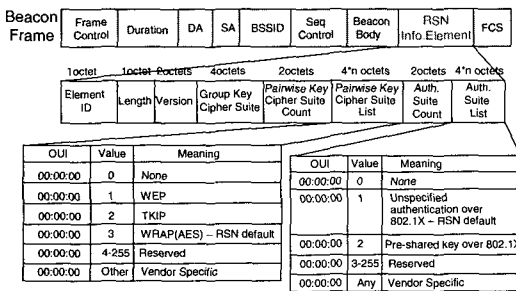 Beacon Frame
Frame Control Duration DA SA BSSID Seq Control Beacon Body RSN Info Element FCS
1octet 1octet 2octets 4octets 2octets 4*n octets 2octets 4*n octets
Element ID Length Version Group Key Cipher Suite Pairwise Key Cipher Suite Count Pairwise Key Cipher Suite List Auth. Suite Count Auth. Suite List
OUI Value Meaning
00:00:00 0 None
00:00:00 1 WEP
00:00:00 2 TKIP
00:00:00 3 WRAP(AES) – RSN default
00:00:00 4-255 Reserved
00:00:00 Other Vendor Specific
OUI Value Meaning
00:00:00 0 None
00:00:00 1 Unspecified authentication over 802.1X – RSN default
00:00:00 2 Pre-shared key over 802.1X
00:00:00 3-255 Reserved
00:00:00 Any Vendor Specific